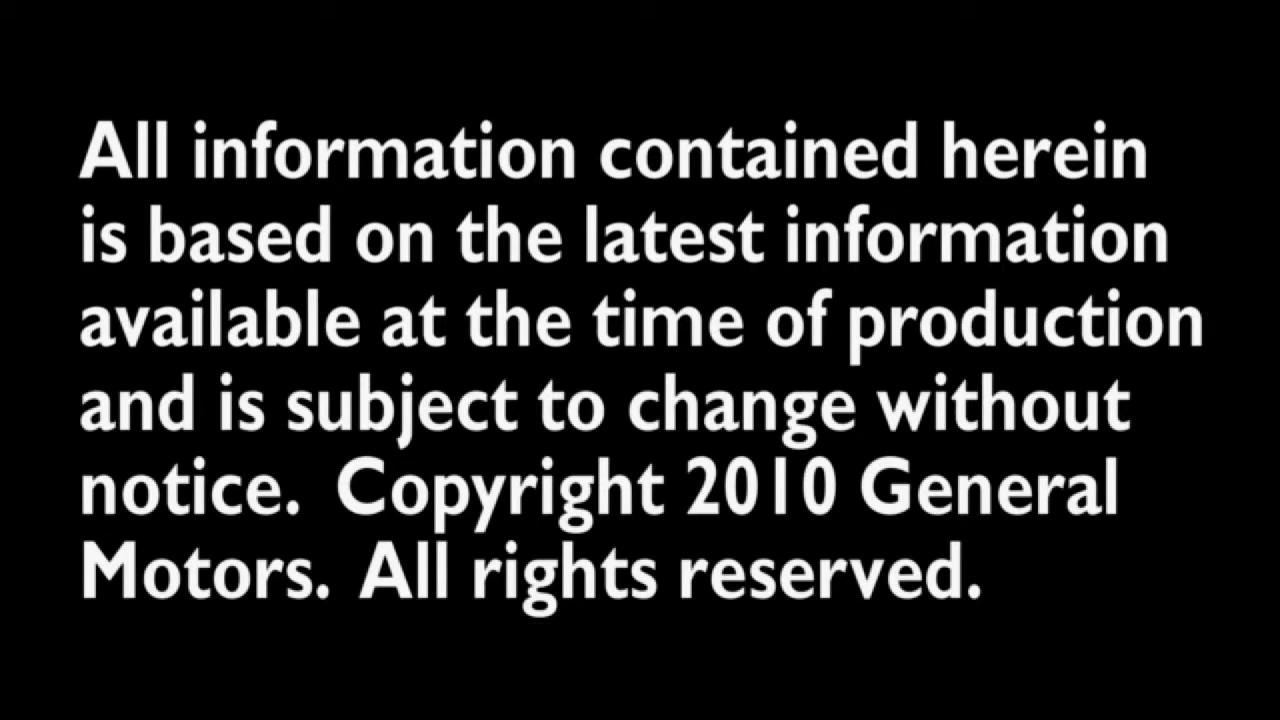 All information contained herein
is based on the latest information
available at the time of production
and is subject to change without
notice.  Copyright 2010 General
Motors.  All rights reserved.